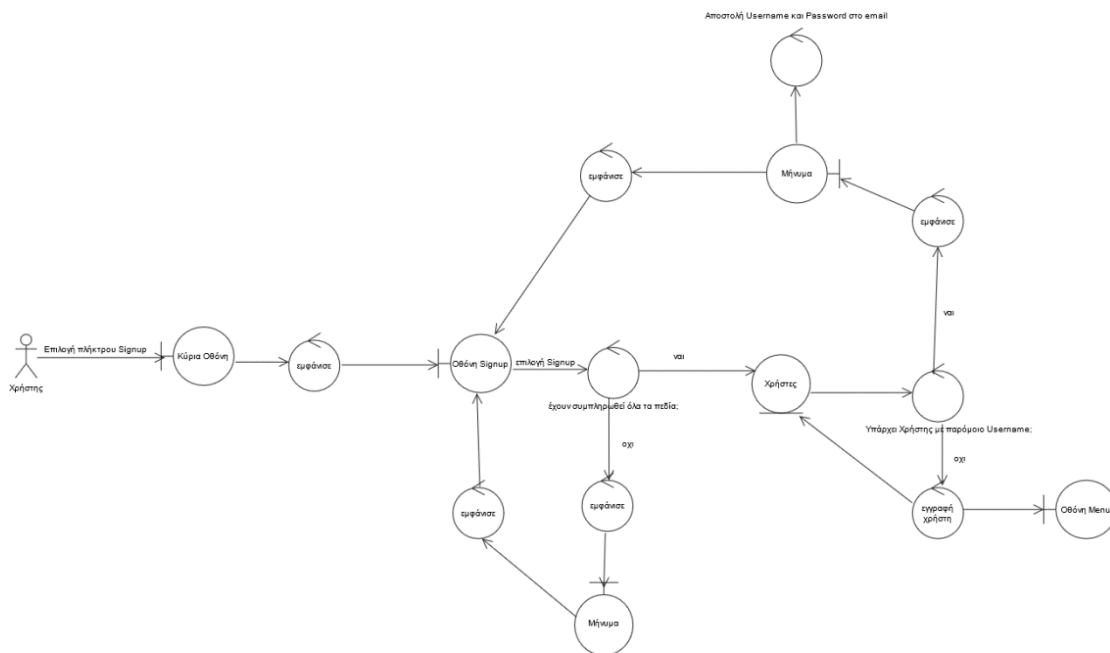 Αποστολή Username και Password στο email
εμφάνισε
Μήνυμα
εμφάνισε
ναι
Επιλογή πλήκτρου Signup
Χρήστης
Κύρια Οθόνη
εμφάνισε
Οθόνη Signup
επιλογή Signup
ναι
έχουν συμπληρωθεί όλα τα πεδία;
Χρήστες
Υπάρχει Χρήστης με παρόμοιο Username;
οχι
οχι
εμφάνισε
εμφάνισε
εγγραφή
χρήστη
Οθόνη Menu
Μήνυμα